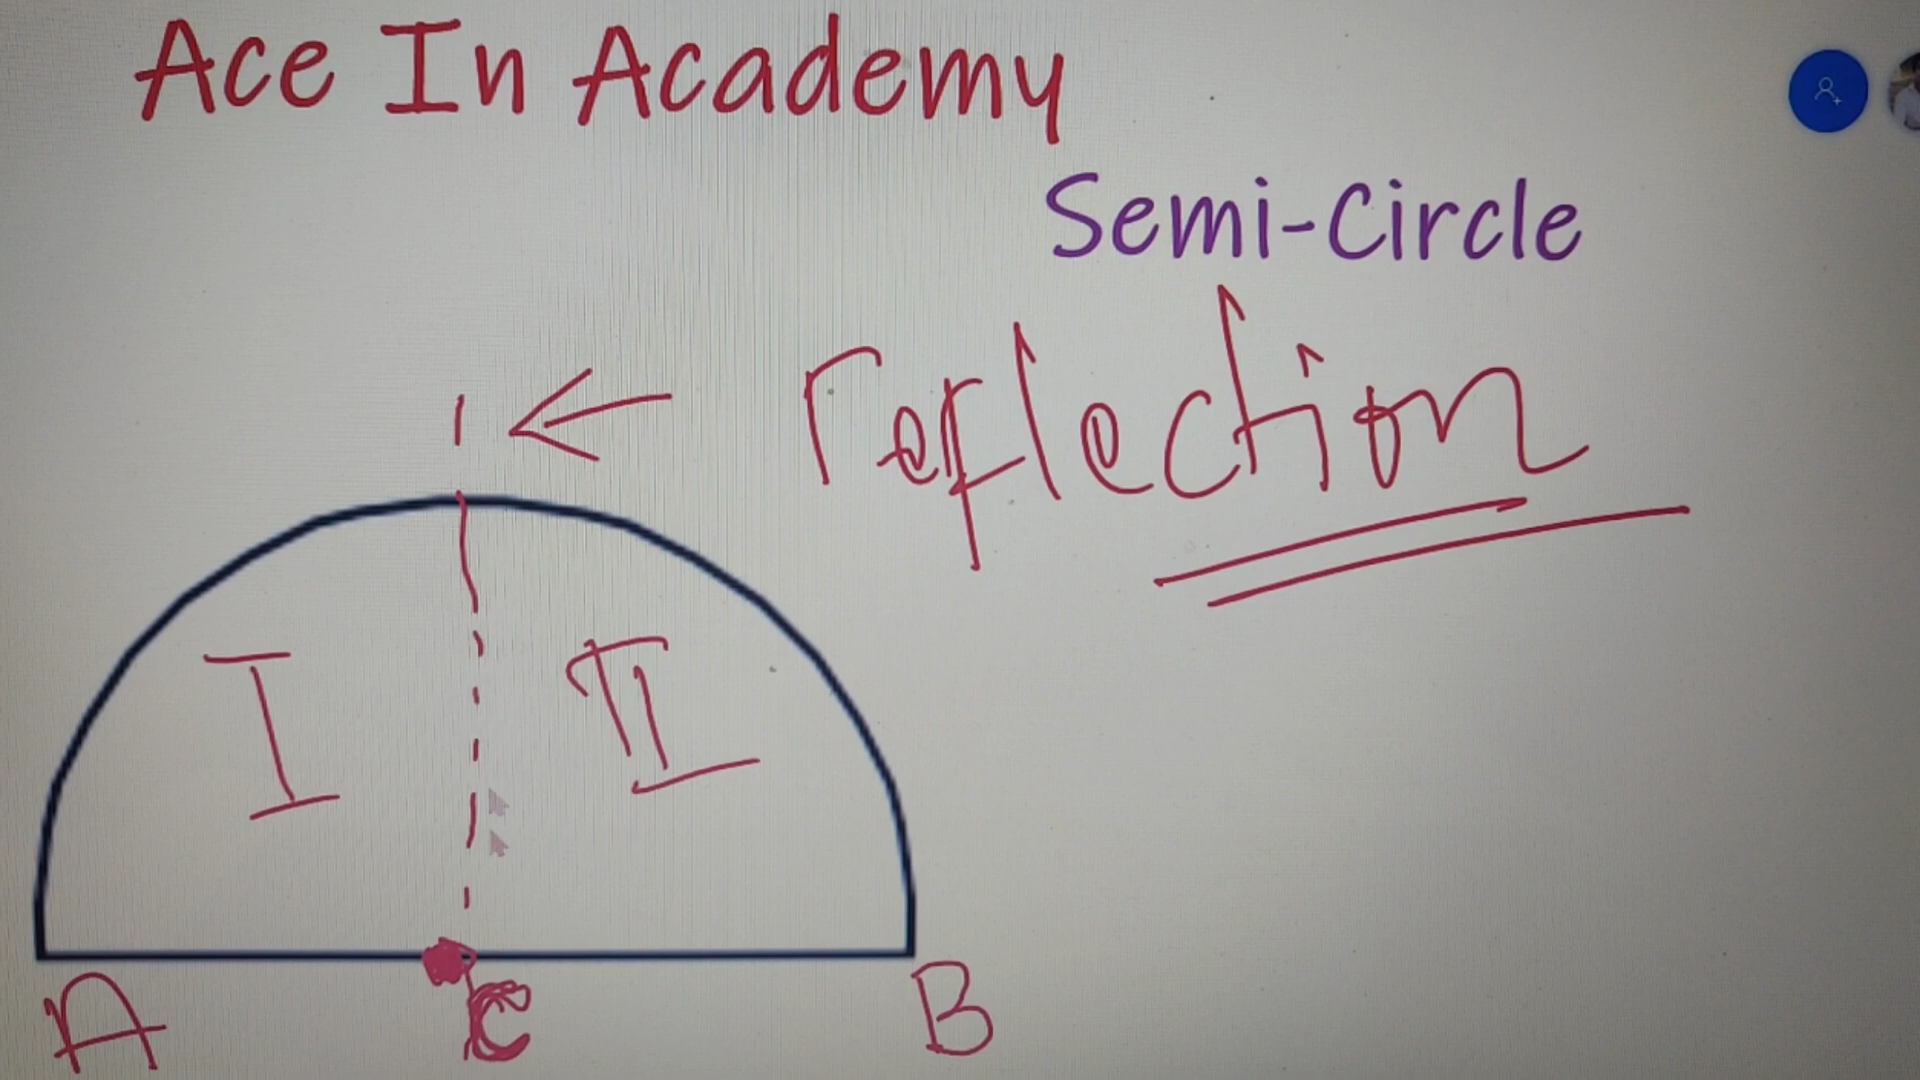 Ace In Academy
Semi-Circle
reflection
I II
A C B